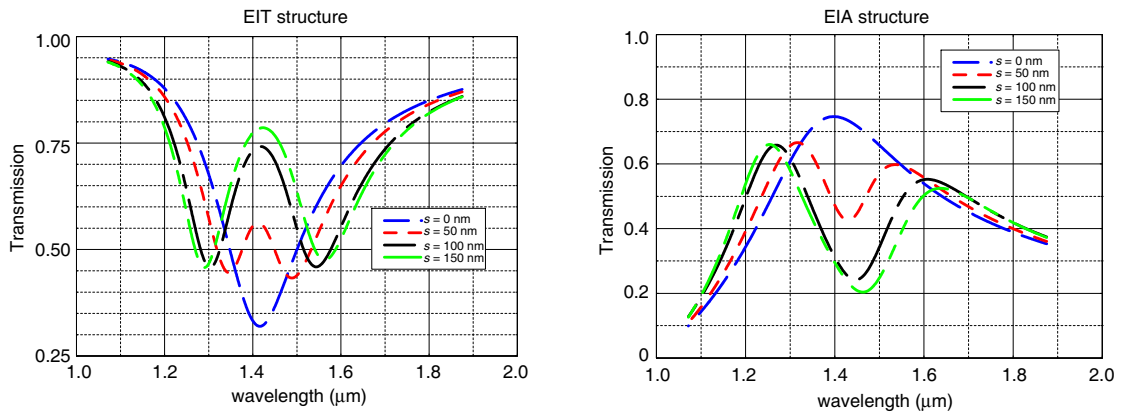 EIT structure
1.00
0.75
0.50
0.25
Transmission
s = 0 nm
s = 50 nm
s = 100 nm
s = 150 nm
1.0 1.2 1.4 1.6 1.8 2.0
wavelength (μm)
EIA structure
1.0
0.8
0.6
0.4
0.2
0
Transmission
s = 0 nm
s = 50 nm
s = 100 nm
s = 150 nm
1.0 1.2 1.4 1.6 1.8 2.0
wavelength (μm)